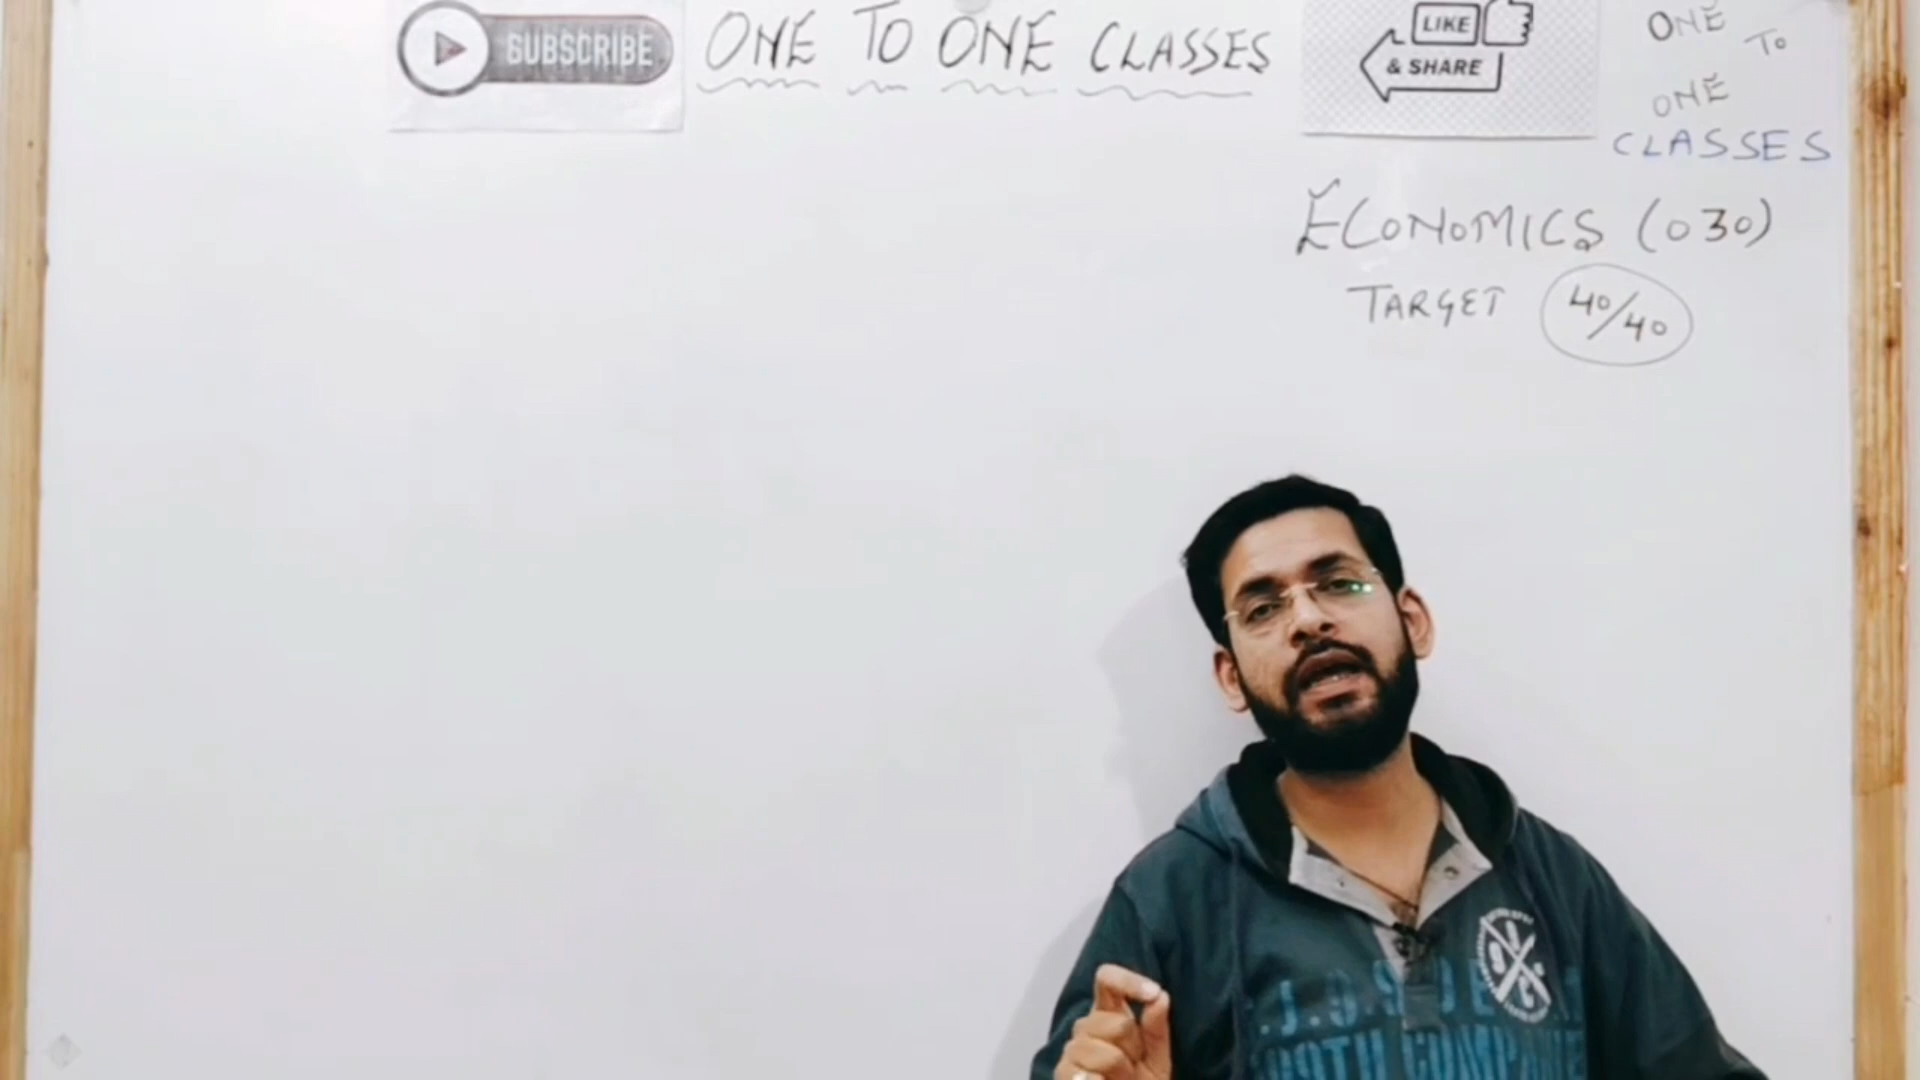 SUBSCRIBE
ONE TO ONE CLASSES
LIKE
& SHARE
ONE
To
ONE
CLASSES
ECONOMICS (030)
TARGET 40/40